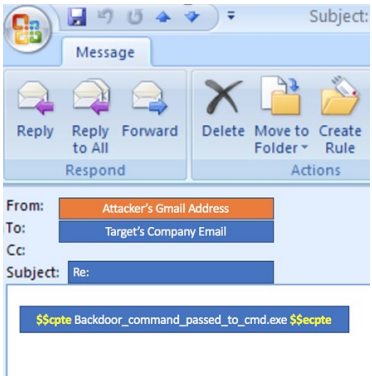 Subject:
Message
Reply
Reply to All
Forward
Delete
Move to Folder
Create Rule
Respond
Actions
From: Attacker's Gmail Address
To: Target's Company Email
Cc:
Subject: Re:
$$cpte Backdoor_command_passed_to_cmd.exe $$ecpte